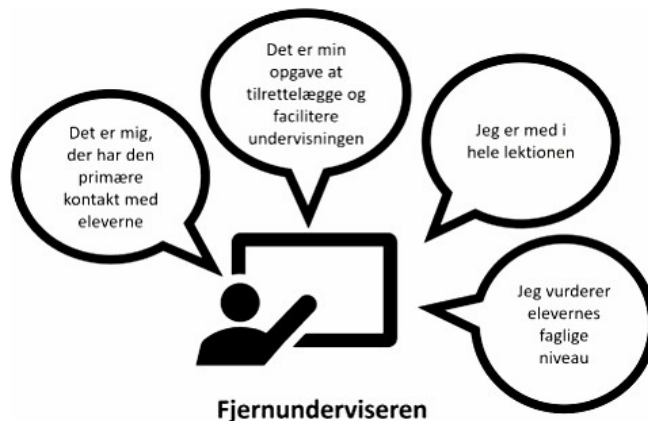 Det er mig,
der har den
primære
kontakt med
eleverne
Det er min
opgave at
tilrettelægge og
facilitere
undervisningen
Jeg er med i
hele lektionen
Jeg vurderer
elevernes
faglige
niveau
Fjernunderviseren